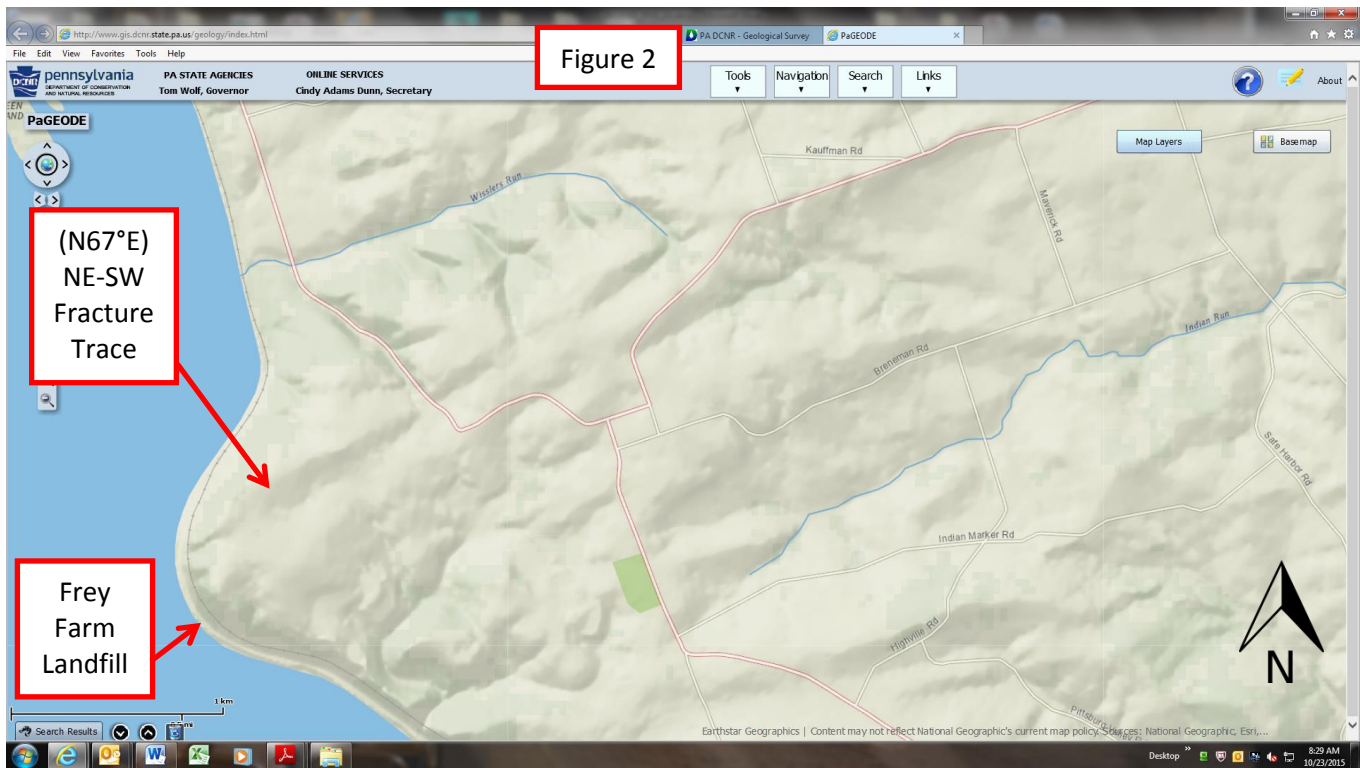 http://www.gis.dcnr.state.pa.us/geology/index.html
PA DCNR - Geological Survey
PaGEODE
File Edit View Favorites Tools Help
Figure 2
pennsylvania
DEPARTMENT OF CONSERVATION
AND NATURAL RESOURCES
DCNR
PA STATE AGENCIES
Tom Wolf, Governor
ONLINE SERVICES
Cindy Adams Dunn, Secretary
Tools
Navigation
Search
Links
About
PaGEODE
Map Layers
Basemap
Kauffman Rd
Wisslers Run
Maverick Rd
(N67°E)
NE-SW
Fracture
Trace
Indian Run
Breneman Rd
Safe Harbor Rd
Indian Marker Rd
Highville Rd
Frey
Farm
Landfill
N
1 km
Search Results
Earthstar Geographics | Content may not reflect National Geographic's current map policy. Sources: National Geographic, Esri,...
Desktop
8:29 AM
10/23/2015